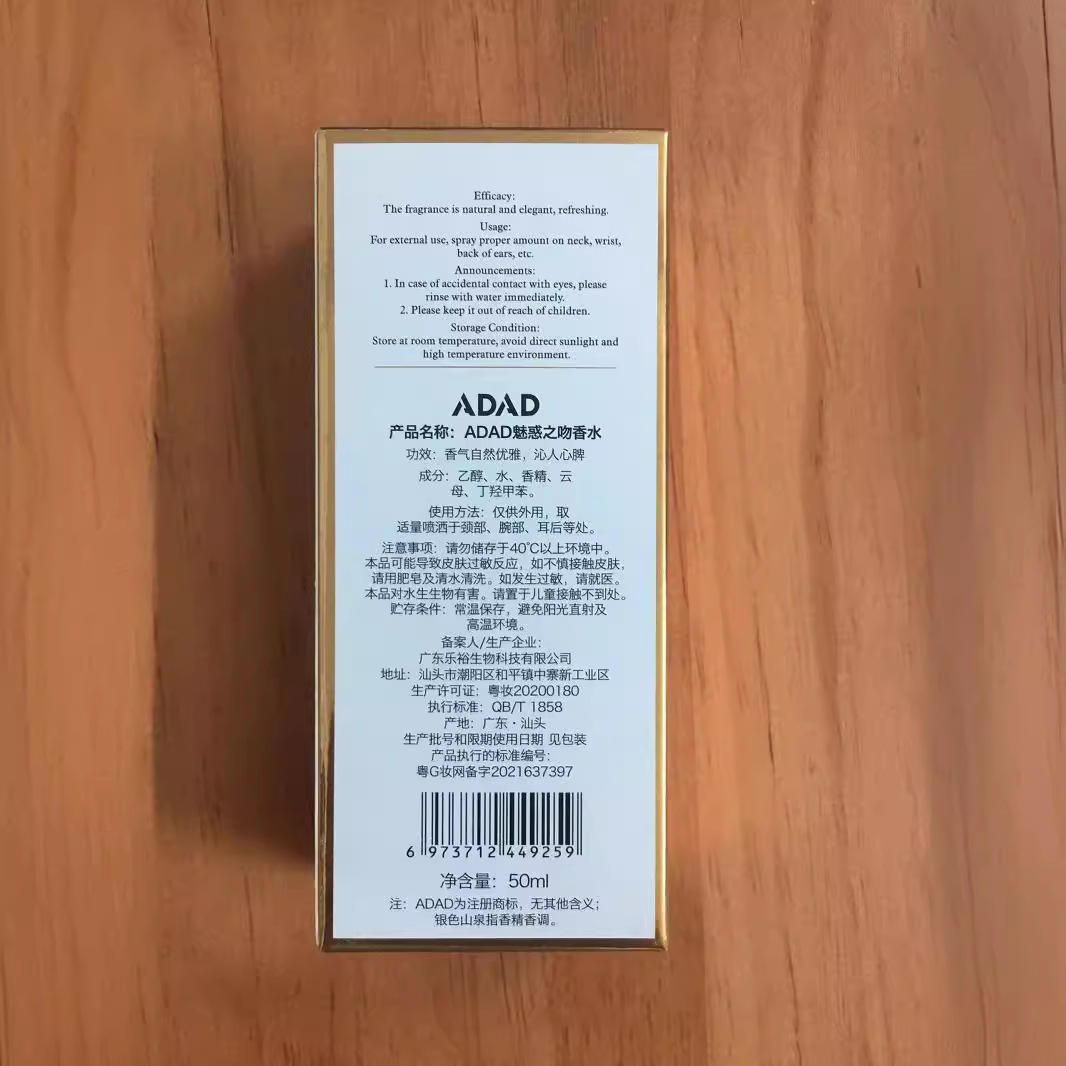 Efficacy:
The fragrance is natural and elegant, refreshing.
Usage:
For external use, spray proper amount on neck, wrist,
back of ears, etc.
Announcements:
1. In case of accidental contact with eyes, please
rinse with water immediately.
2. Please keep it out of reach of children.
Storage Condition:
Store at room temperature, avoid direct sunlight and
high temperature environment.
ADAD
产品名称：ADAD魅惑之吻香水
功效：香气自然优雅，沁人心脾
成分：乙醇、水、香精、云
母、丁羟甲苯。
使用方法：仅供外用，取
适量喷洒于颈部、腕部、耳后等处。
注意事项：请勿储存于40℃以上环境中。
本品可能导致皮肤过敏反应，如不慎接触皮肤，
请用肥皂及清水清洗。如发生过敏，请就医。
本品对水生生物有害。请置于儿童接触不到处。
贮存条件：常温保存，避免阳光直射及
高温环境。
备案人/生产企业：
广东乐裕生物科技有限公司
地址：汕头市潮阳区和平镇中寨新工业区
生产许可证：粤妆20200180
执行标准：QB/T 1858
产地：广东·汕头
生产批号和限期使用日期 见包装
产品执行的标准编号：
粤G妆网备字2021637397
6 973712 449259
净含量：50ml
注：ADAD为注册商标，无其他含义；
银色山泉指香精香调。